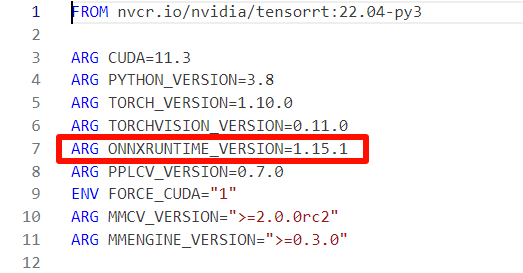 1 FROM nvcr.io/nvidia/tensorrt:22.04-py3
2
3 ARG CUDA=11.3
4 ARG PYTHON_VERSION=3.8
5 ARG TORCH_VERSION=1.10.0
6 ARG TORCHVISION_VERSION=0.11.0
7 ARG ONNXRUNTIME_VERSION=1.15.1
8 ARG PPLCV_VERSION=0.7.0
9 ENV FORCE_CUDA="1"
10 ARG MMCV_VERSION=">=2.0.0rc2"
11 ARG MMENGINE_VERSION=">=0.3.0"